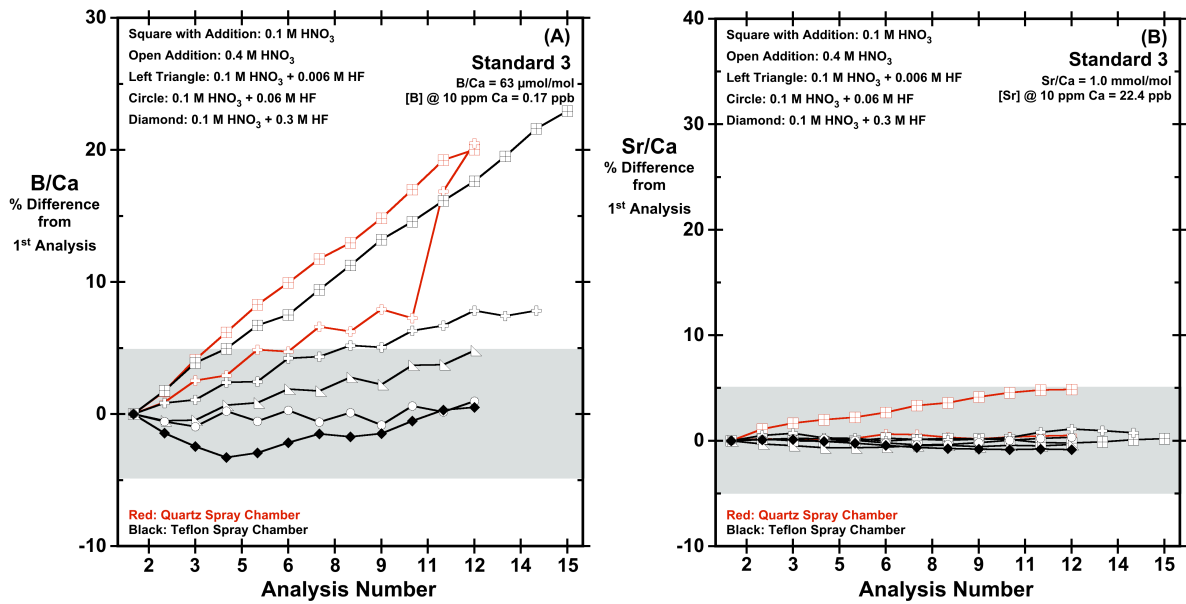 Square with Addition: 0.1 M HNO₃
Open Addition: 0.4 M HNO₃
Left Triangle: 0.1 M HNO₃ + 0.006 M HF
Circle: 0.1 M HNO₃ + 0.06 M HF
Diamond: 0.1 M HNO₃ + 0.3 M HF
(A)
Standard 3
B/Ca = 63 µmol/mol
[B] @ 10 ppm Ca = 0.17 ppb
30
20
10
0
-10
B/Ca
% Difference
from
1st Analysis
Red: Quartz Spray Chamber
Black: Teflon Spray Chamber
2 3 5 6 8 9 11 12 14 15
Analysis Number
Square with Addition: 0.1 M HNO₃
Open Addition: 0.4 M HNO₃
Left Triangle: 0.1 M HNO₃ + 0.006 M HF
Circle: 0.1 M HNO₃ + 0.06 M HF
Diamond: 0.1 M HNO₃ + 0.3 M HF
(B)
Standard 3
Sr/Ca = 1.0 mmol/mol
[Sr] @ 10 ppm Ca = 22.4 ppb
40
30
20
10
0
-10
Sr/Ca
% Difference
from
1st Analysis
Red: Quartz Spray Chamber
Black: Teflon Spray Chamber
2 3 5 6 8 9 11 12 14 15
Analysis Number